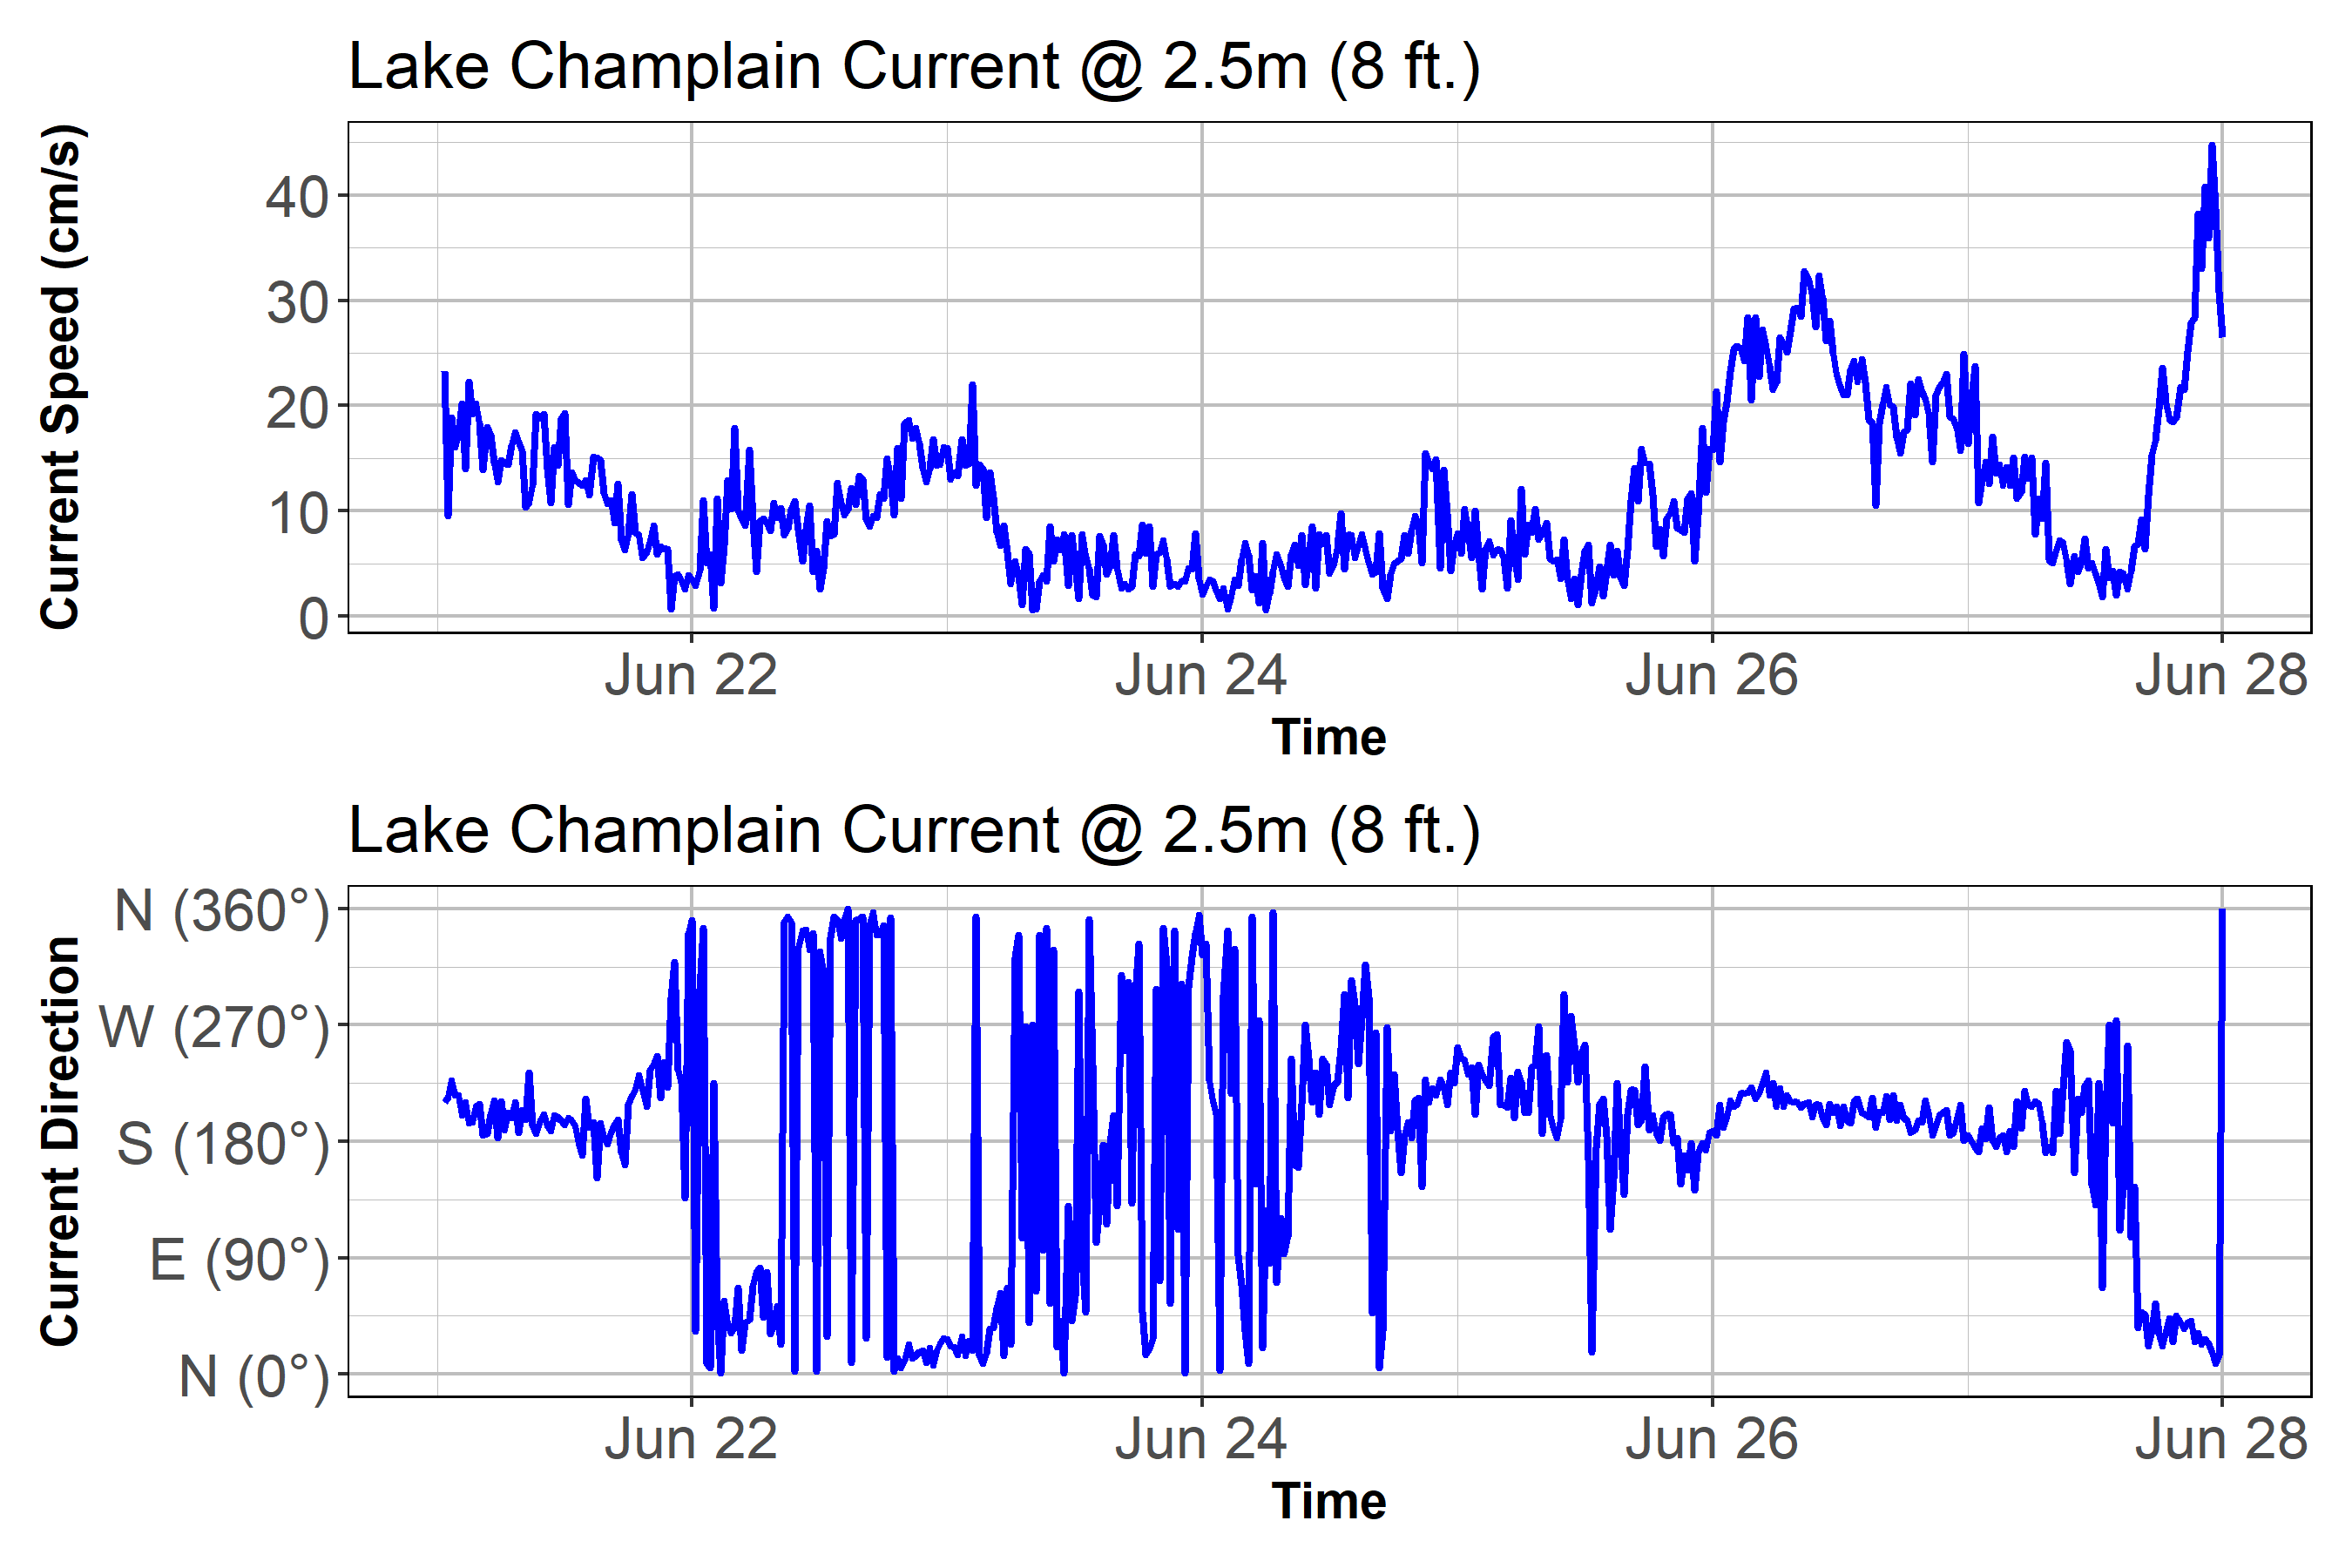 Lake Champlain Current @ 2.5m (8 ft.)
Current Speed (cm/s)
40
30
20
10
0
Jun 22 Jun 24 Jun 26 Jun 28
Time
Lake Champlain Current @ 2.5m (8 ft.)
Current Direction
N (360°)
W (270°)
S (180°)
E (90°)
N (0°)
Jun 22 Jun 24 Jun 26 Jun 28
Time